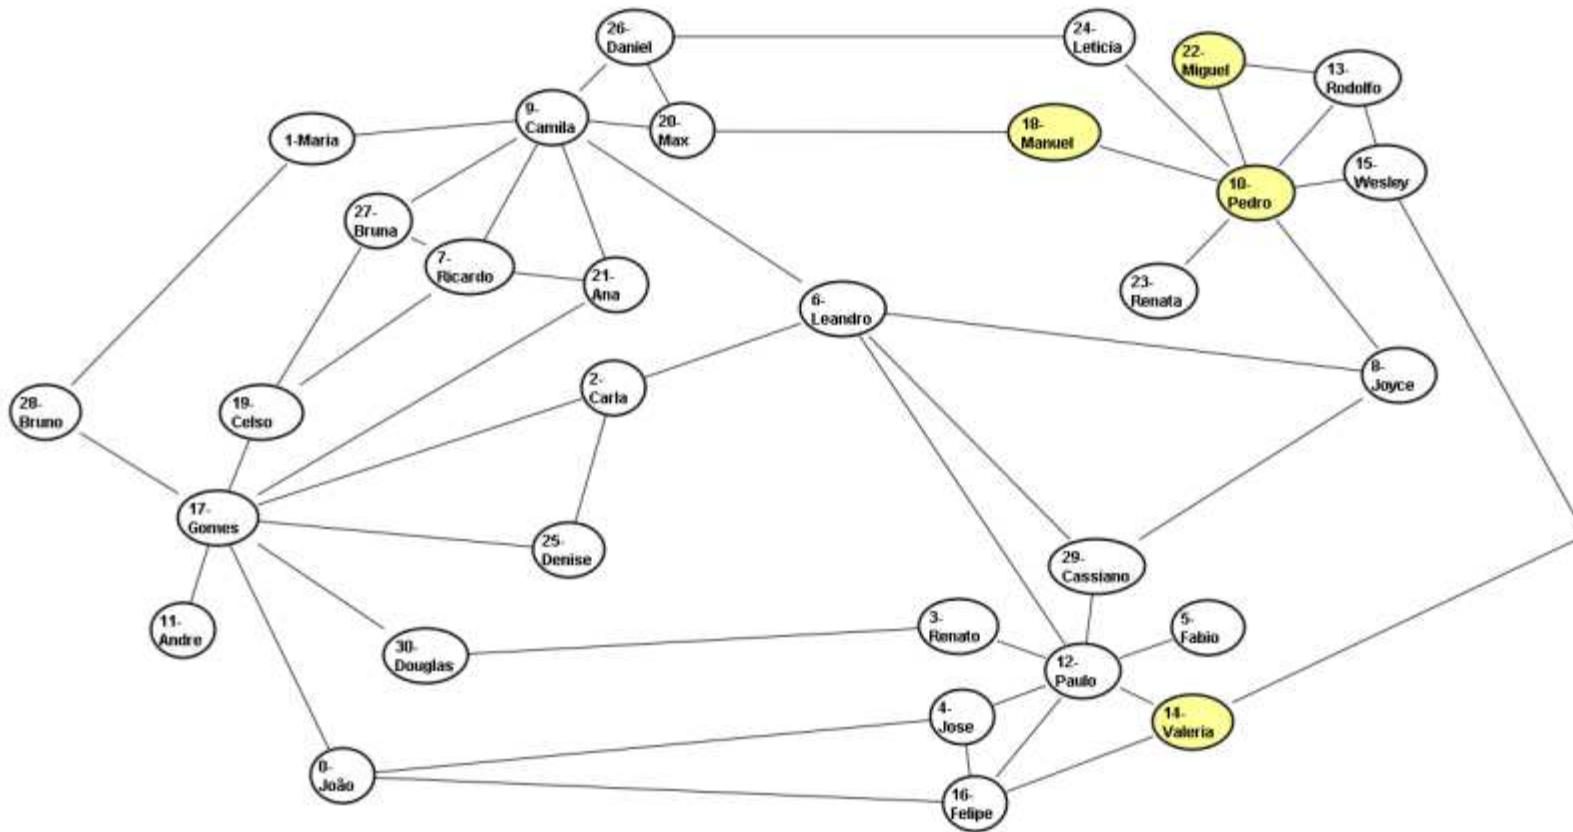 26-
Daniel
24-
Leticia
22-
Miguel
13-
Rodolfo
9-
Camila
20-
Max
18-
Manuel
1-Maria
15-
Wesley
10-
Pedro
27-
Bruna
7-
Ricardo
21-
Ana
23-
Renata
6-
Leandro
8-
Joyce
2-
Carla
28-
Bruno
19-
Celso
17-
Gomes
25-
Denise
29-
Cassiano
11-
Andre
30-
Douglas
3-
Renato
5-
Fabio
12-
Paulo
4-
Jose
14-
Valeria
0-
João
16-
Felipe